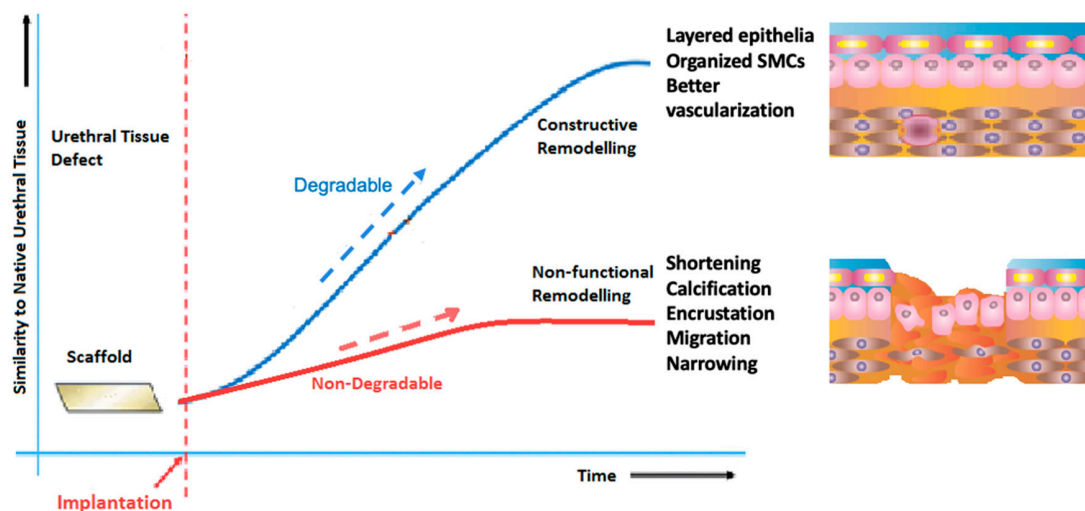 Similarity to Native Urethral Tissue
Urethral Tissue
Defect
Scaffold
Implantation
Degradable
Non-Degradable
Constructive
Remodelling
Non-functional
Remodelling
Time
Layered epithelia
Organized SMCs
Better
vascularization
Shortening
Calcification
Encrustation
Migration
Narrowing